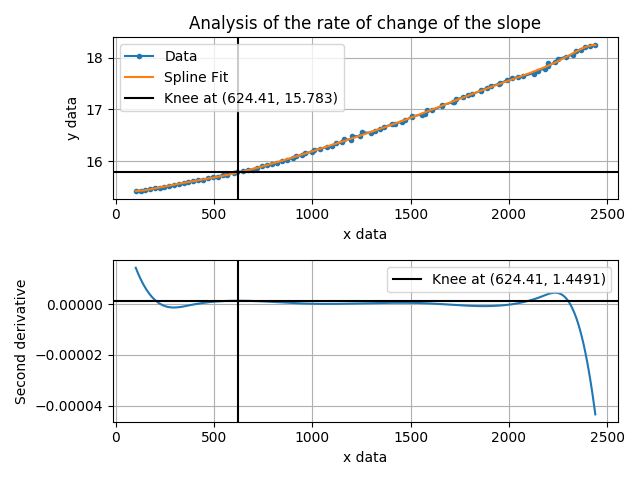 Analysis of the rate of change of the slope
Data
Spline Fit
Knee at (624.41, 15.783)
y data
18
17
16
0 500 1000 1500 2000 2500
x data
Knee at (624.41, 1.4491)
Second derivative
0.00000
−0.00002
−0.00004
0 500 1000 1500 2000 2500
x data